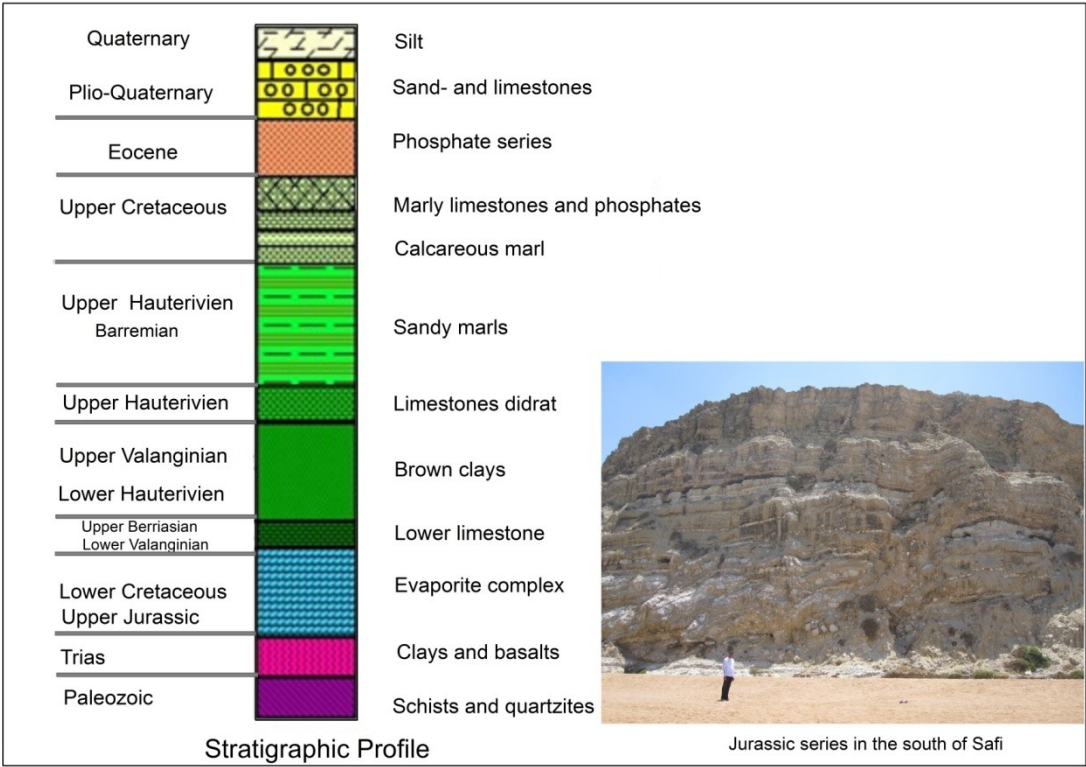 Quaternary
Silt
Plio-Quaternary
Sand- and limestones
Eocene
Phosphate series
Upper Cretaceous
Marly limestones and phosphates
Calcareous marl
Upper Hauterivien
Barremian
Sandy marls
Upper Hauterivien
Limestones didrat
Upper Valanginian
Lower Hauterivien
Brown clays
Upper Berriasian
Lower Valanginian
Lower limestone
Lower Cretaceous
Upper Jurassic
Evaporite complex
Trias
Clays and basalts
Paleozoic
Schists and quartzites
Stratigraphic Profile
Jurassic series in the south of Safi